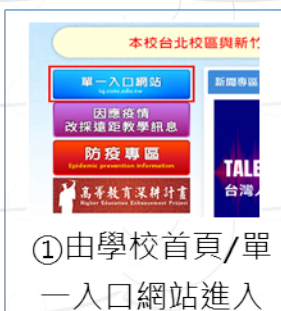 本校台北校區與新竹
單一入口網站
新聞專區
因應疫情
改採遠距教學訊息
防疫專區
Epidemic prevention information
TALE
台灣人
高等教育深耕計畫
Higher Education Enhancement Project
①由學校首頁/單
一入口網站進入